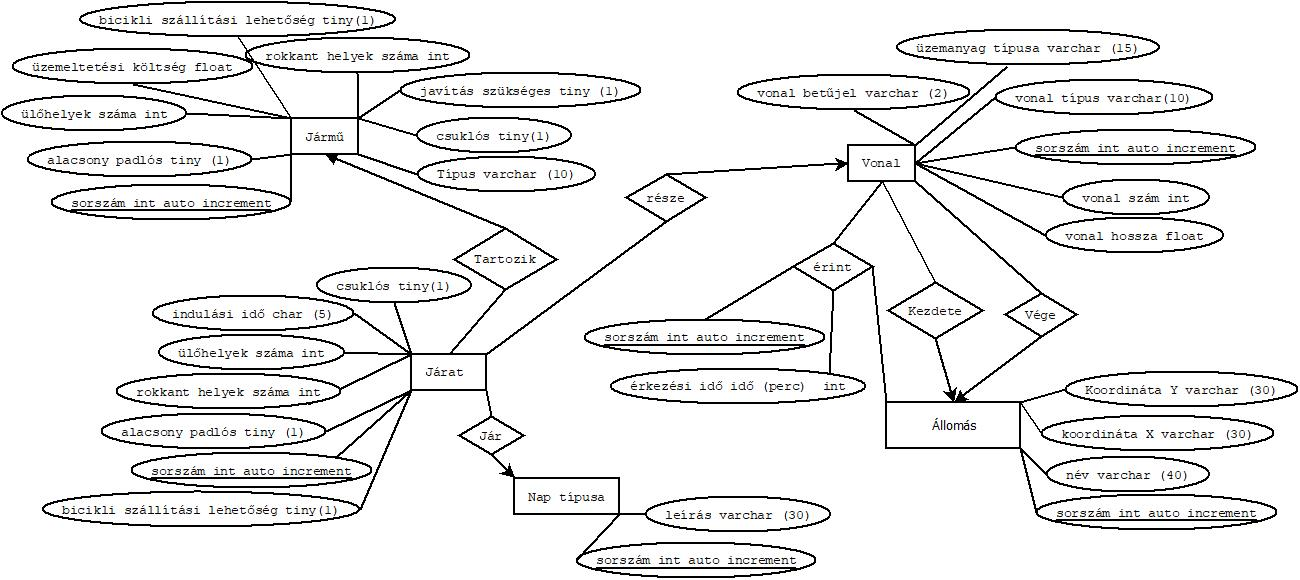 bicikli szállítási lehetőség tiny(1)
rokkant helyek száma int
üzemeltetési költség float
javítás szükséges tiny (1)
ülőhelyek száma int
Jármű
csuklós tiny(1)
alacsony padlós tiny (1)
Típus varchar (10)
sorszám int auto increment
üzemanyag típusa varchar (15)
vonal betűjel varchar (2)
vonal típus varchar(10)
sorszám int auto increment
Vonal
vonal szám int
vonal hossza float
része
Tartozik
érint
Kezdete
Vége
sorszám int auto increment
érkezési idő idő (perc) int
csuklós tiny(1)
indulási idő char (5)
ülőhelyek száma int
Járat
rokkant helyek száma int
alacsony padlós tiny (1)
sorszám int auto increment
bicikli szállítási lehetőség tiny(1)
Jár
Nap típusa
leírás varchar (30)
sorszám int auto increment
Koordináta Y varchar (30)
Állomás
koordináta X varchar (30)
név varchar (40)
sorszám int auto increment